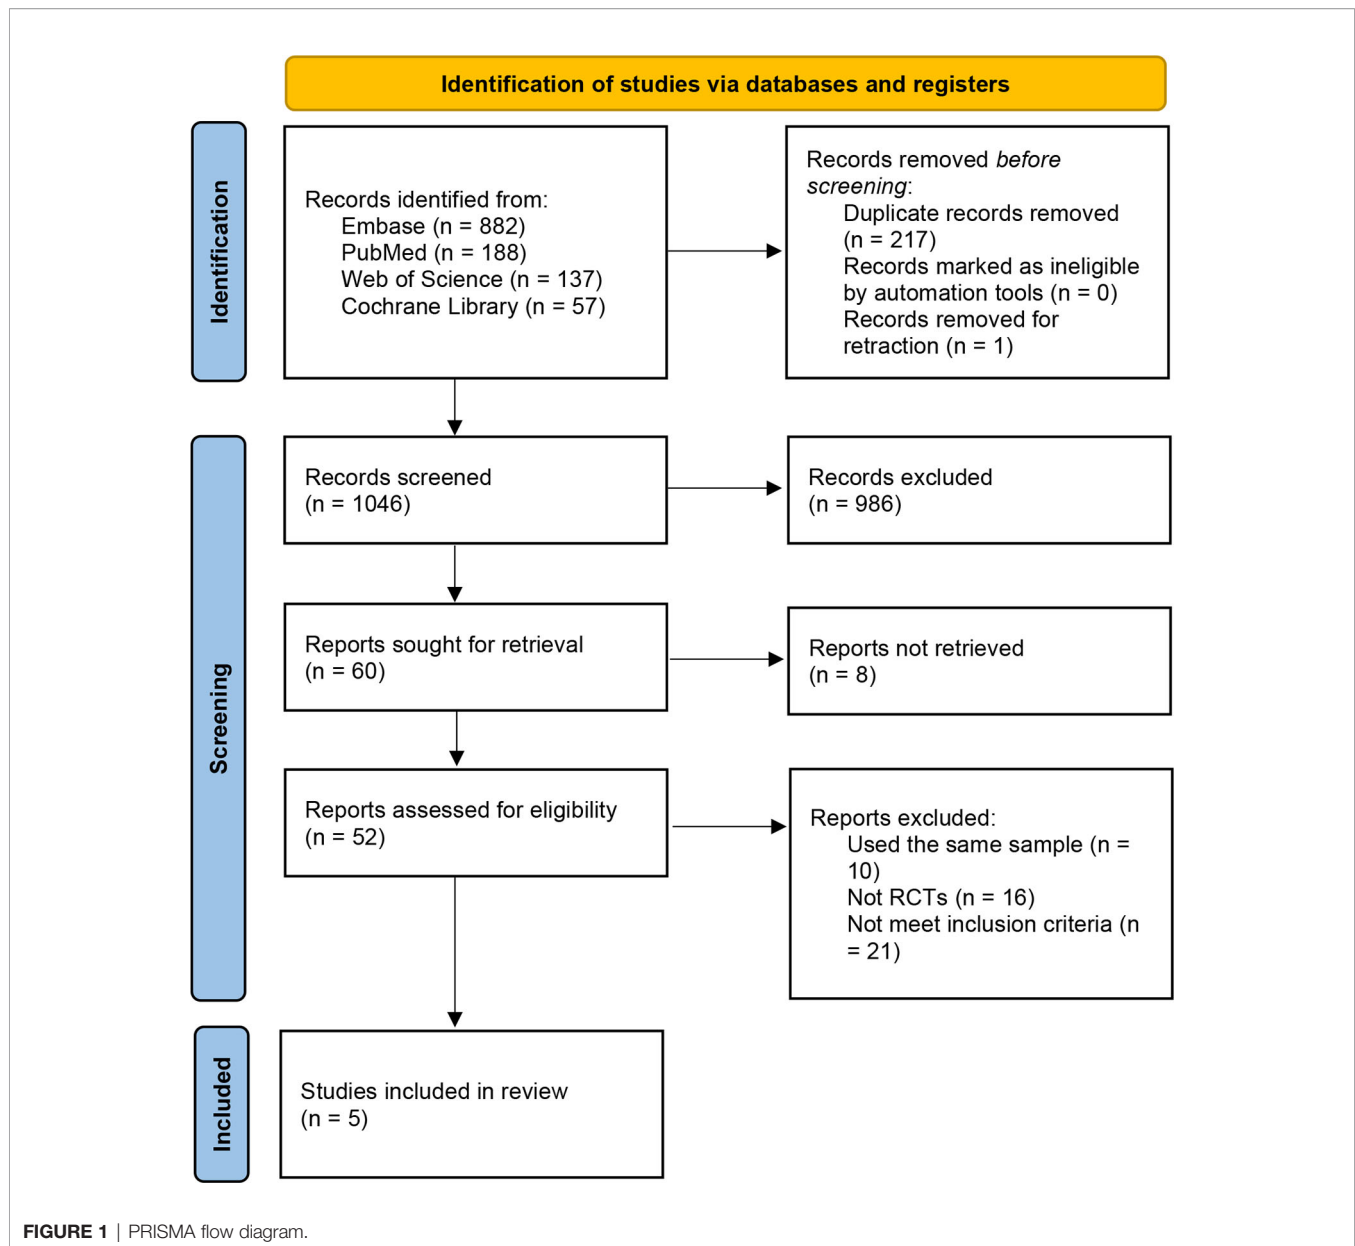 Identification of studies via databases and registers
Identification
Records identified from:
Embase (n = 882)
PubMed (n = 188)
Web of Science (n = 137)
Cochrane Library (n = 57)
Records removed before
screening:
Duplicate records removed
(n = 217)
Records marked as ineligible
by automation tools (n = 0)
Records removed for
retraction (n = 1)
Screening
Records screened
(n = 1046)
Records excluded
(n = 986)
Reports sought for retrieval
(n = 60)
Reports not retrieved
(n = 8)
Reports assessed for eligibility
(n = 52)
Reports excluded:
Used the same sample (n =
10)
Not RCTs (n = 16)
Not meet inclusion criteria (n
= 21)
Included
Studies included in review
(n = 5)
FIGURE 1 | PRISMA flow diagram.